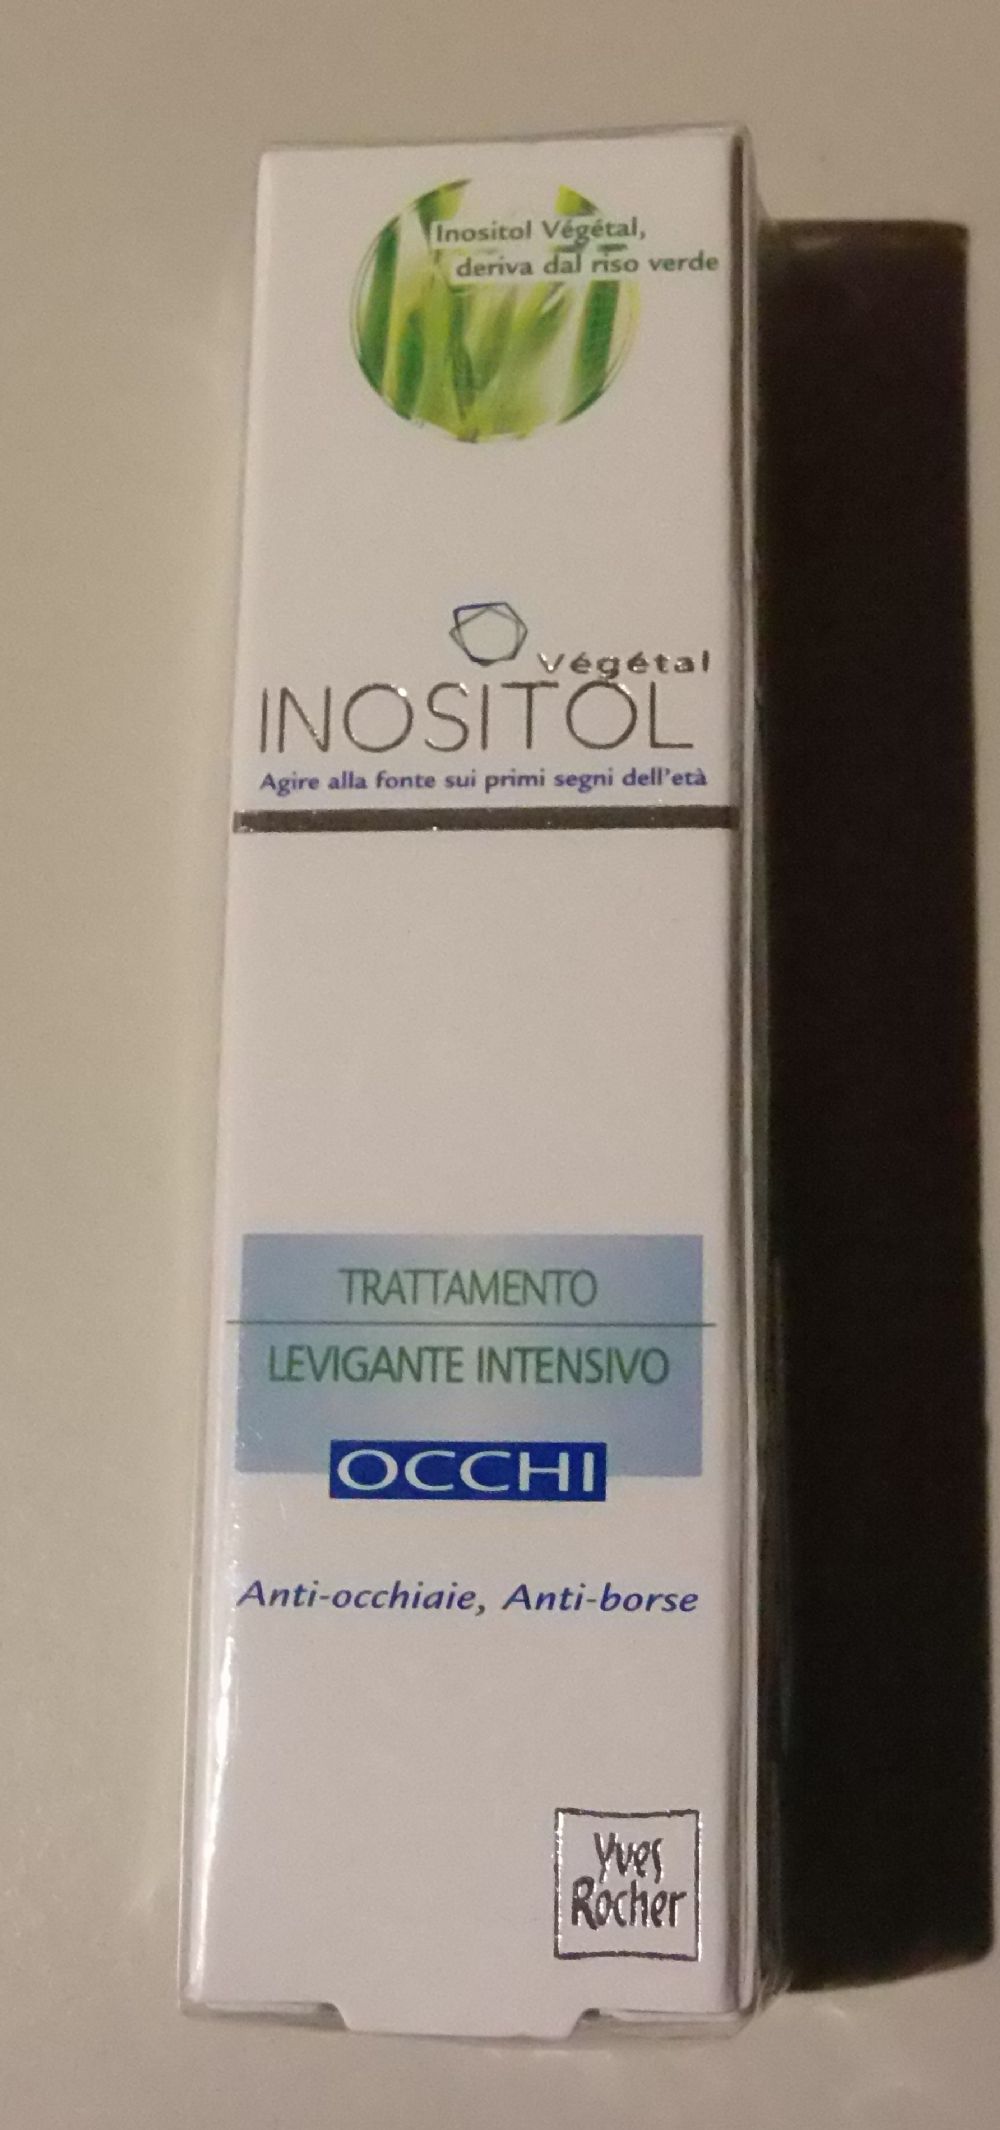 Inositol Végétal,
deriva dal riso verde
Végétal
INOSITOL
Agire alla fonte sui primi segni dell'età
TRATTAMENTO
LEVIGANTE INTENSIVO
OCCHI
Anti-occhiaie, Anti-borse
Yves
Rocher